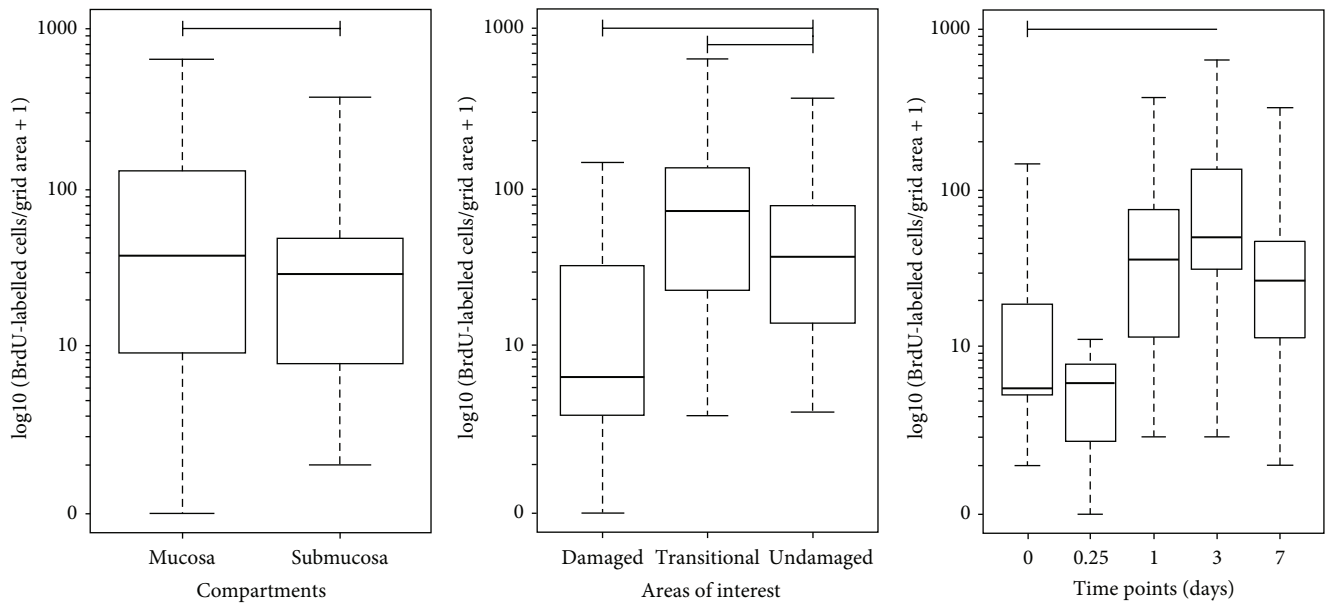 log10 (BrdU-labelled cells/grid area + 1)
1000
100
10
0
Mucosa Submucosa
Compartments
log10 (BrdU-labelled cells/grid area + 1)
1000
100
10
0
Damaged Transitional Undamaged
Areas of interest
log10 (BrdU-labelled cells/grid area + 1)
1000
100
10
0
0 0.25 1 3 7
Time points (days)